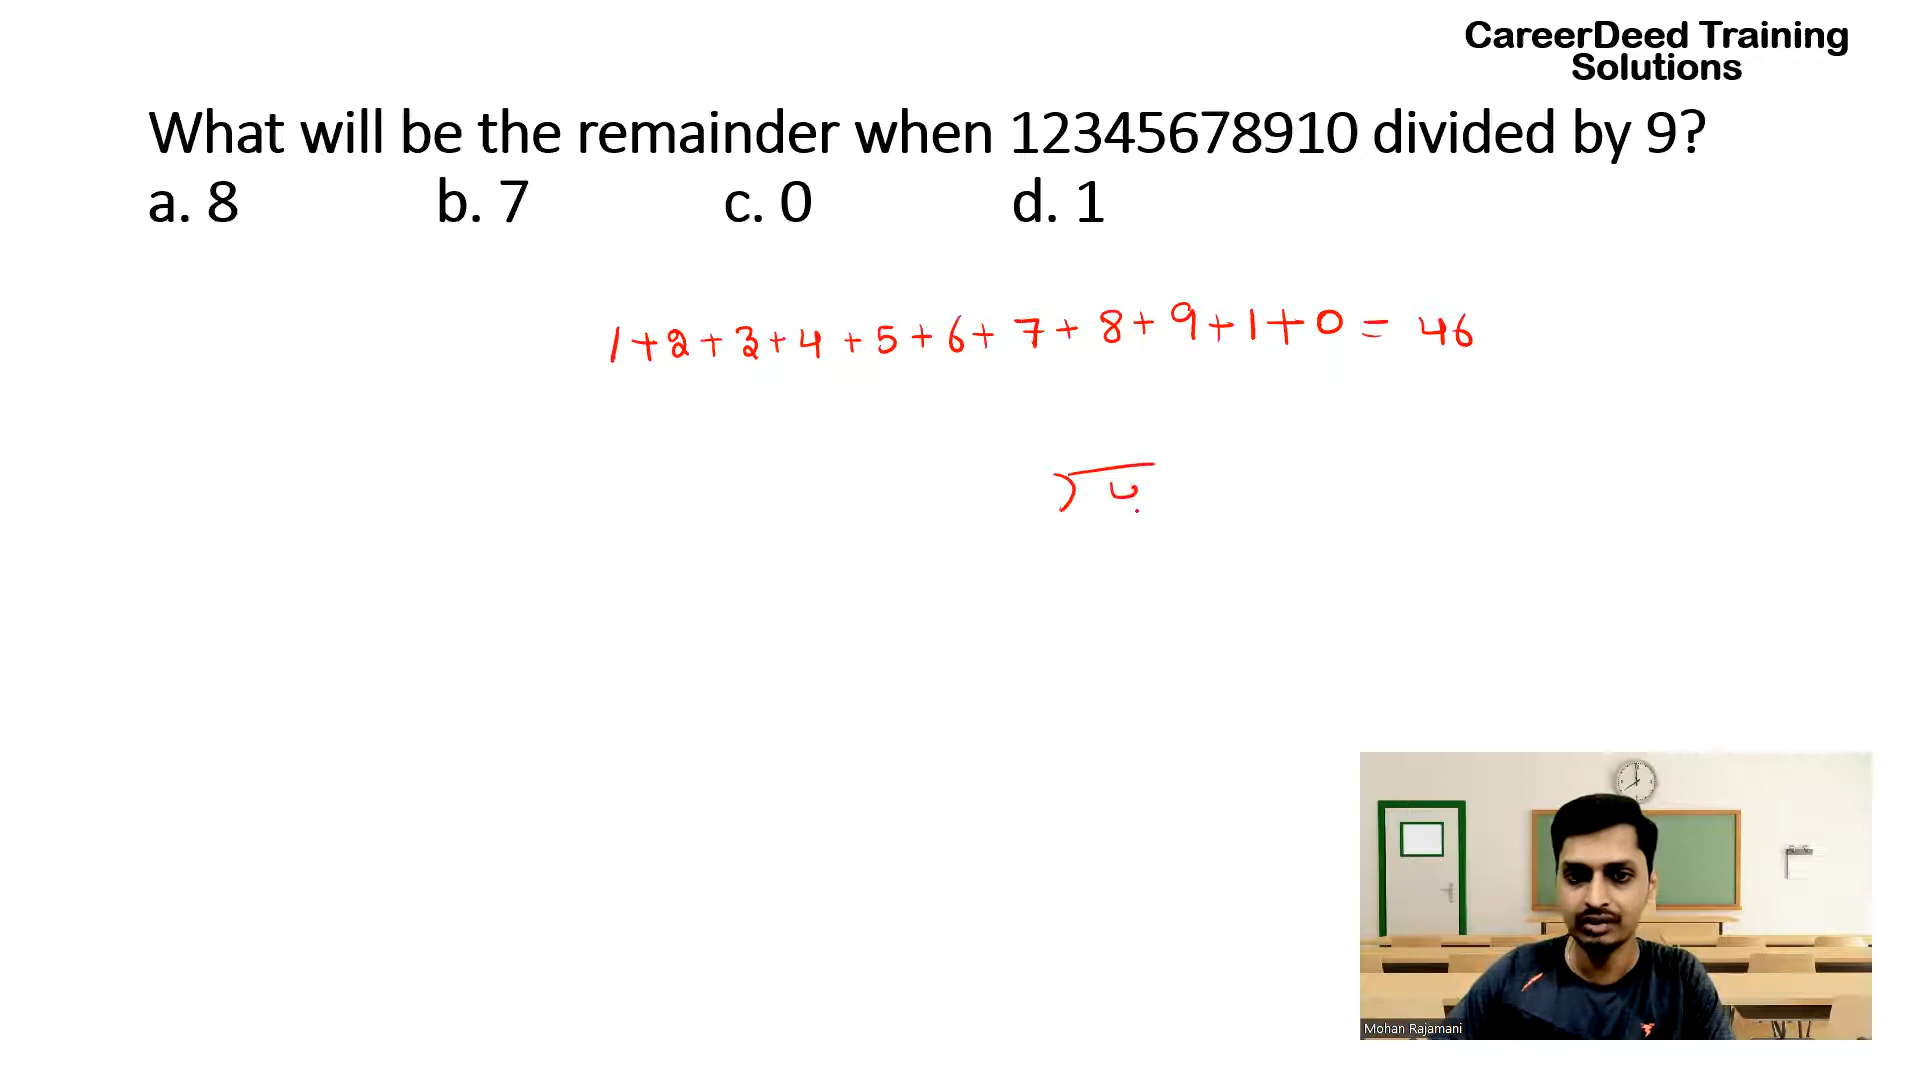 CareerDeed Training
Solutions
What will be the remainder when 12345678910 divided by 9?
a. 8 b. 7 c. 0 d. 1
1+2+3+4+5+6+7+8+9+1+0 = 46
Mohan Rajamani